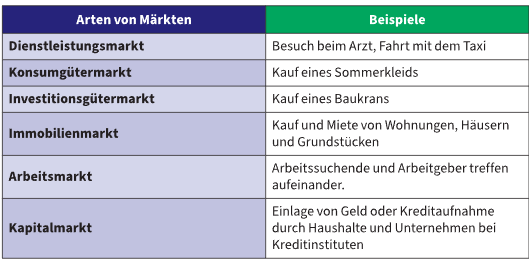 Arten von Märkten
Beispiele
Dienstleistungsmarkt
Besuch beim Arzt, Fahrt mit dem Taxi
Konsumgütermarkt
Kauf eines Sommerkleids
Investitionsgütermarkt
Kauf eines Baukrans
Immobilienmarkt
Kauf und Miete von Wohnungen, Häusern
und Grundstücken
Arbeitsmarkt
Arbeitssuchende und Arbeitgeber treffen
aufeinander.
Kapitalmarkt
Einlage von Geld oder Kreditaufnahme
durch Haushalte und Unternehmen bei
Kreditinstituten